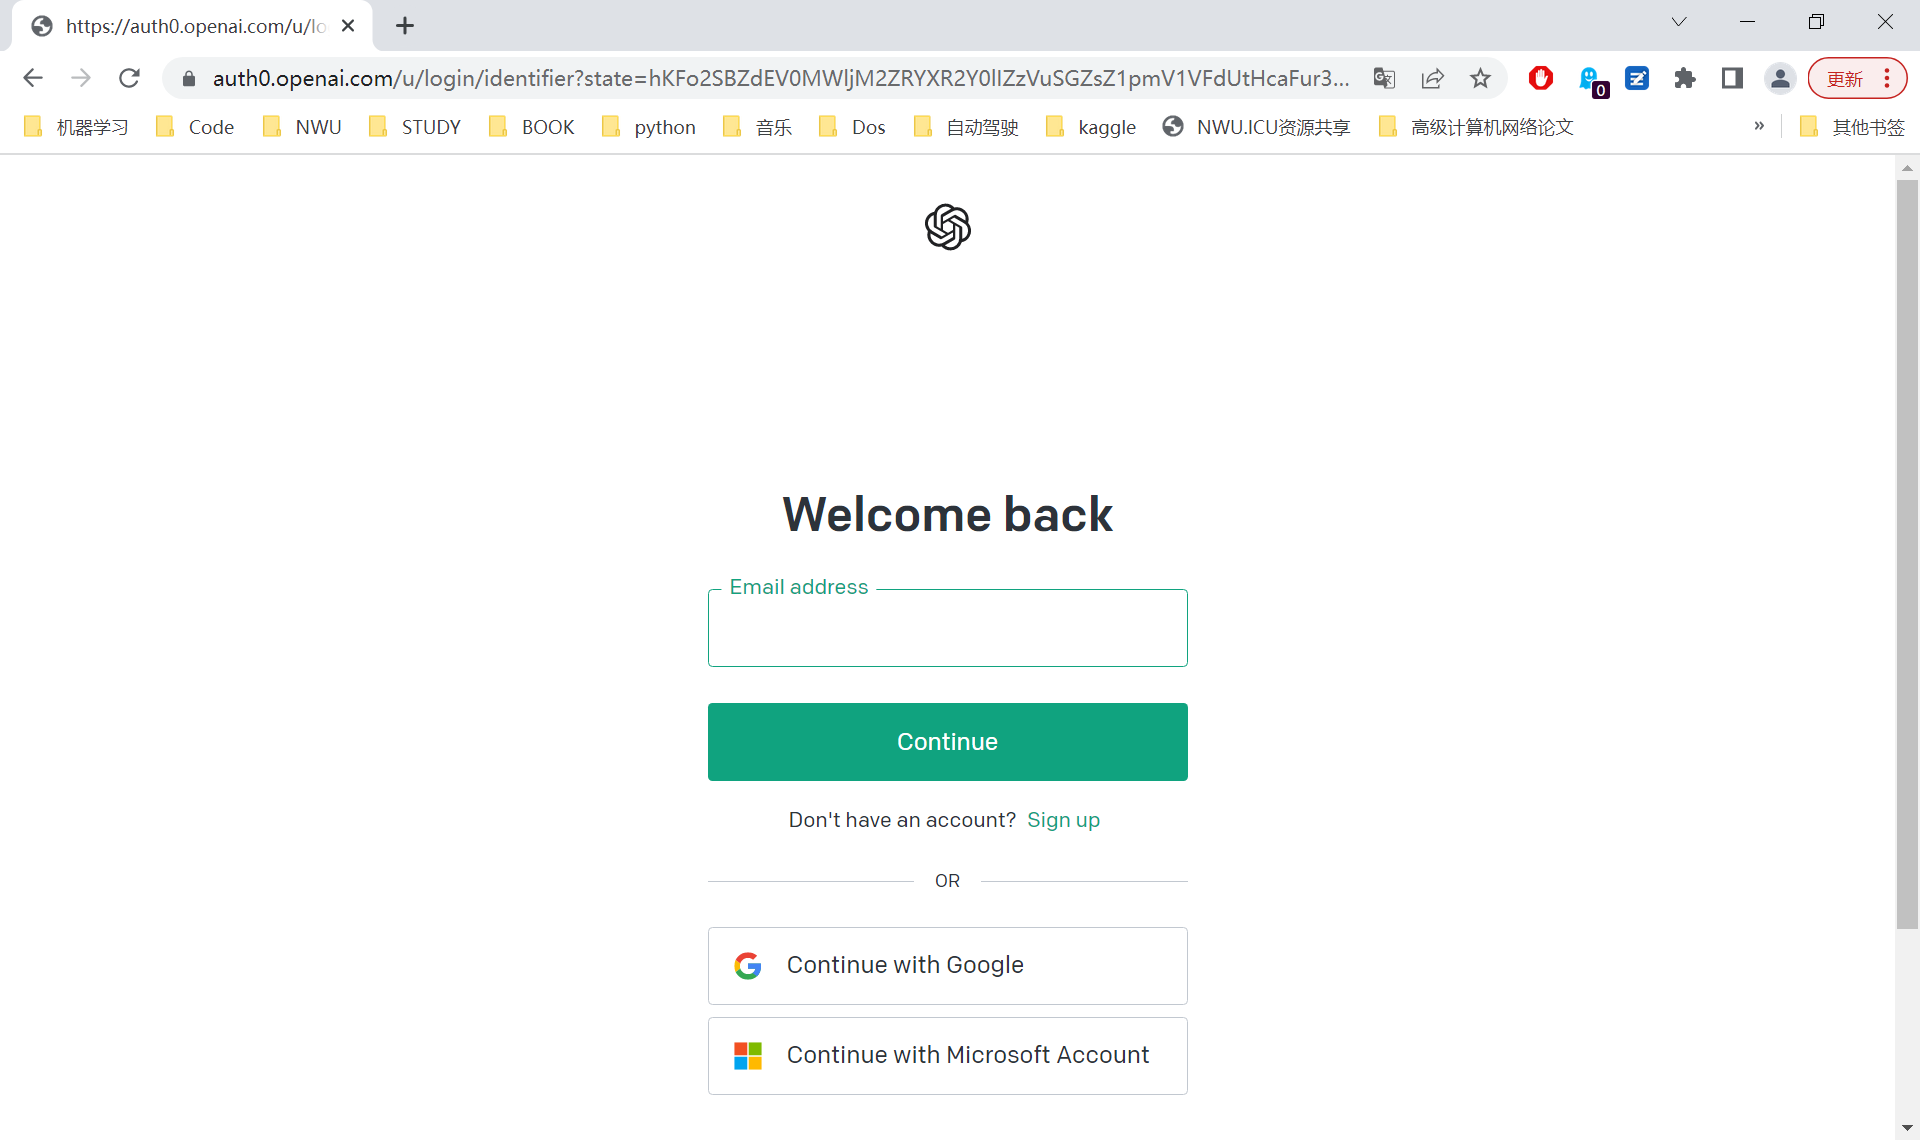 https://auth0.openai.com/u/lo
auth0.openai.com/u/login/identifier?state=hKFo2SBZdEV0MWljM2ZRYXR2Y0lIZzVuSGZsZ1pmV1VFdUtHcaFur3...
0
更新
机器学习
Code
NWU
STUDY
BOOK
python
音乐
Dos
自动驾驶
kaggle
NWU.ICU资源共享
高级计算机网络论文
»
其他书签
Welcome back
Email address
Continue
Don't have an account? Sign up
OR
Continue with Google
Continue with Microsoft Account